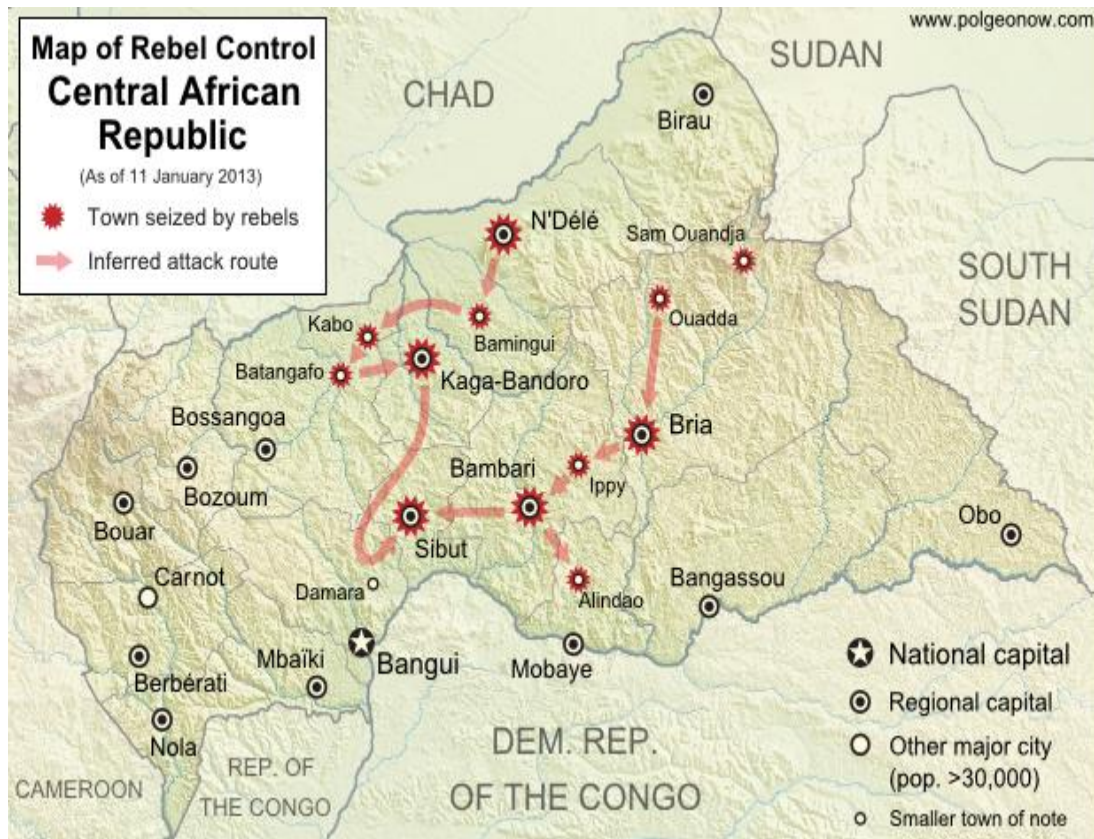 www.polgeonow.com
Map of Rebel Control
Central African
Republic
(As of 11 January 2013)
Town seized by rebels
Inferred attack route
CHAD
SUDAN
Birau
N'Délé
Sam Ouandja
SOUTH
SUDAN
Ouadda
Kabo
Bamingui
Batangafo
Kaga-Bandoro
Bossangoa
Bria
Bambari
Ippy
Bozoum
Bouar
Sibut
Obo
Carnot
Damara
Alindao
Bangassou
Bangui
Mobaye
Mbaïki
Berbérati
Nola
National capital
Regional capital
Other major city
(pop. >30,000)
Smaller town of note
DEM. REP.
OF THE CONGO
REP. OF
THE CONGO
CAMEROON